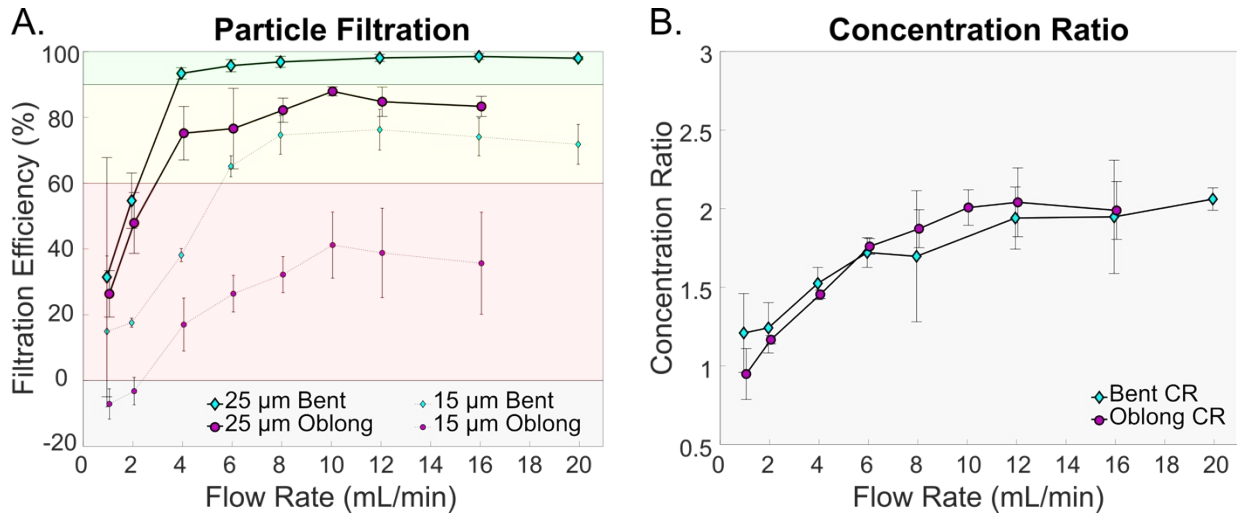 A.
Particle Filtration
Filtration Efficiency (%)
100
80
60
40
20
0
-20
0 2 4 6 8 10 12 14 16 18 20
Flow Rate (mL/min)
25 µm Bent
25 µm Oblong
15 µm Bent
15 µm Oblong
B.
Concentration Ratio
Concentration Ratio
3
2.5
2
1.5
1
0.5
0 2 4 6 8 10 12 14 16 18 20
Flow Rate (mL/min)
Bent CR
Oblong CR